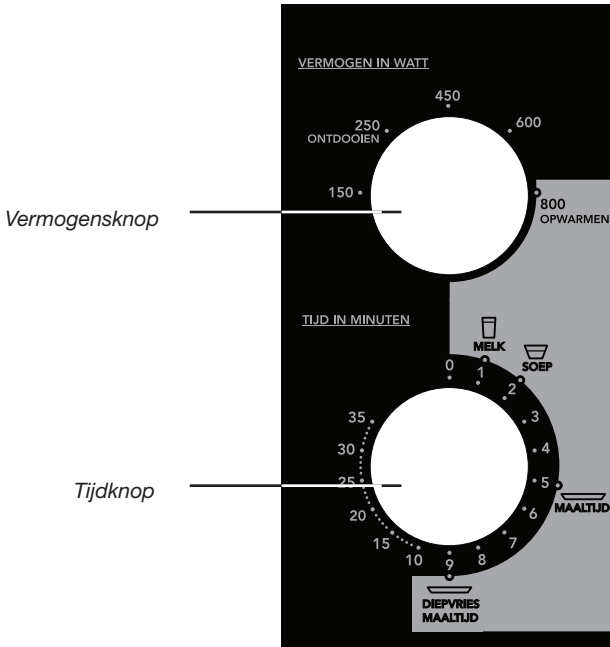 VERMOGEN IN WATT
450
250
600
ONTDOOIEN
150
800
OPWARMEN
Vermogensknop
TIJD IN MINUTEN
MELK
SOEP
0
1
2
3
4
5
6
7
8
9
10
15
20
25
30
35
MAALTIJD
DIEPVRIES
MAALTIJD
Tijdknop